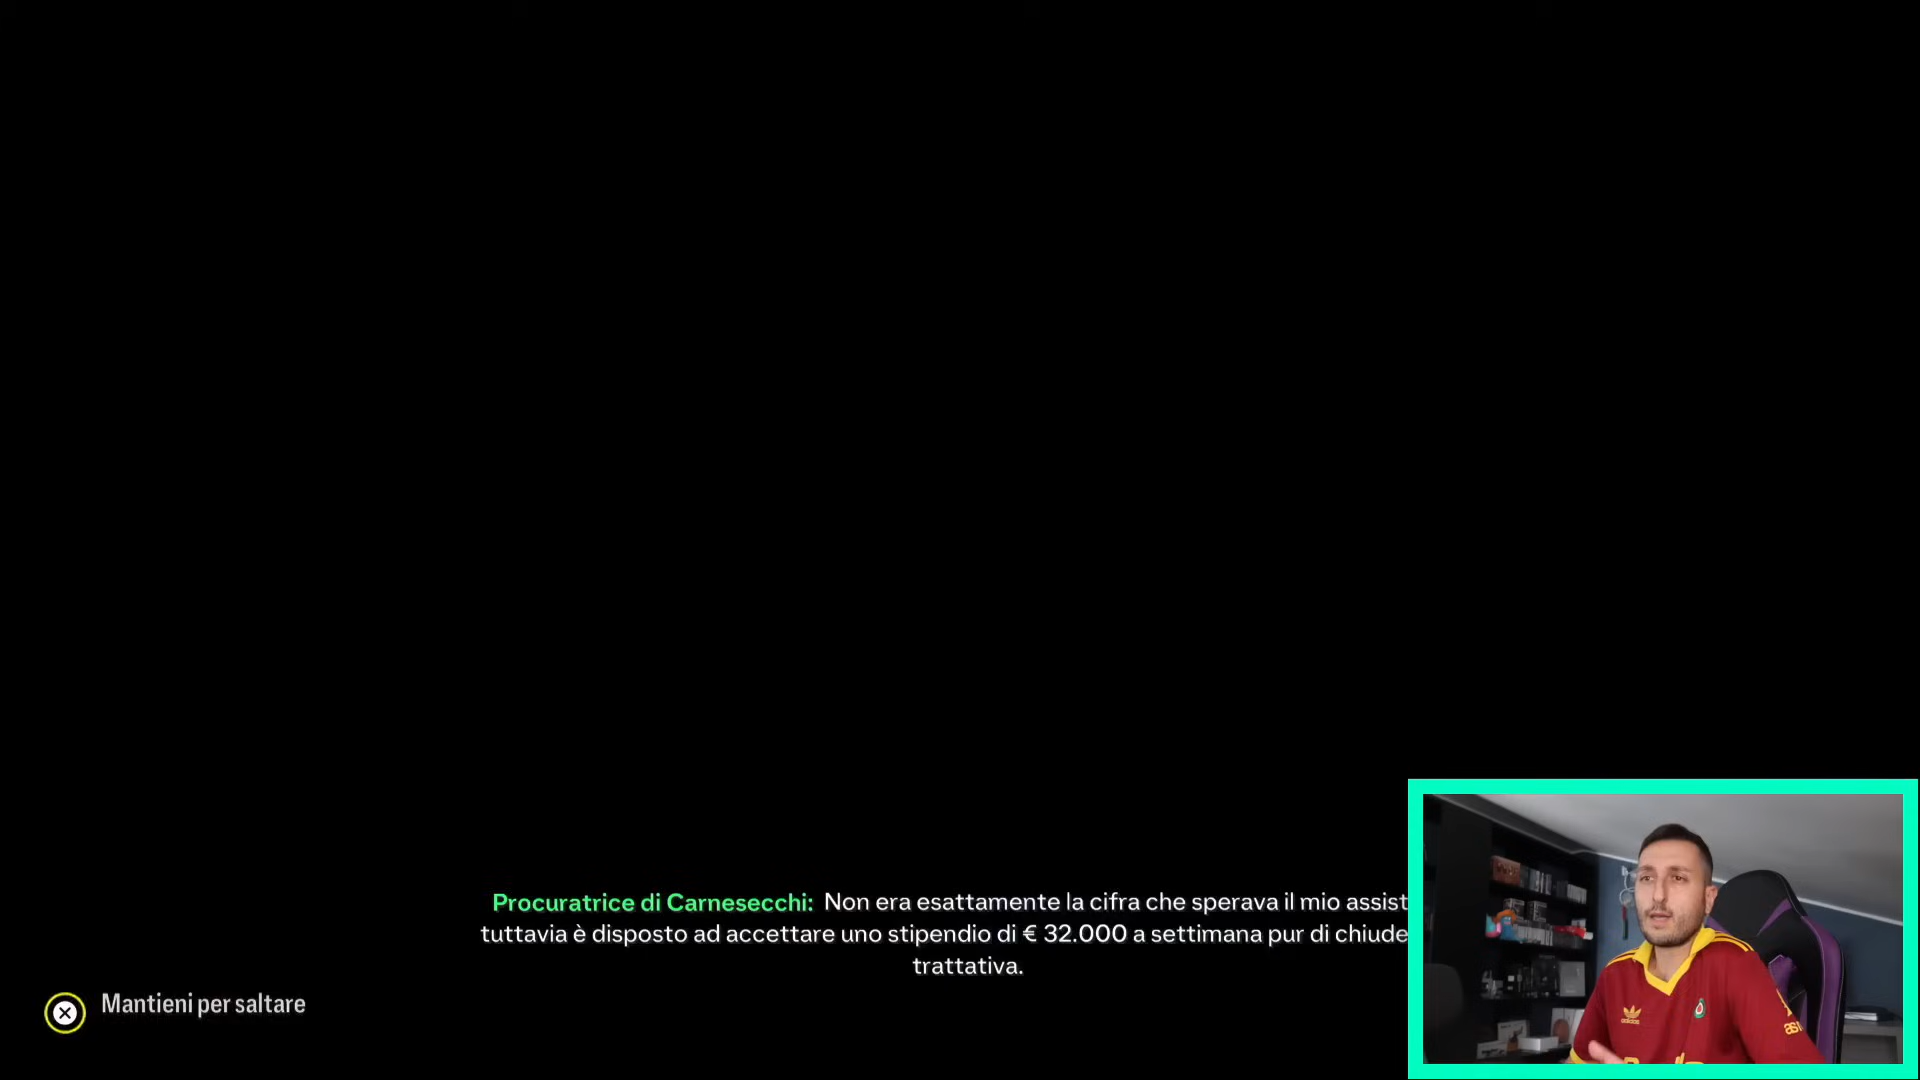 Procuratrice di Carnesecchi: Non era esattamente la cifra che sperava il mio assist
tuttavia è disposto ad accettare uno stipendio di € 32.000 a settimana pur di chiude
trattativa.
Mantieni per saltare
adidas